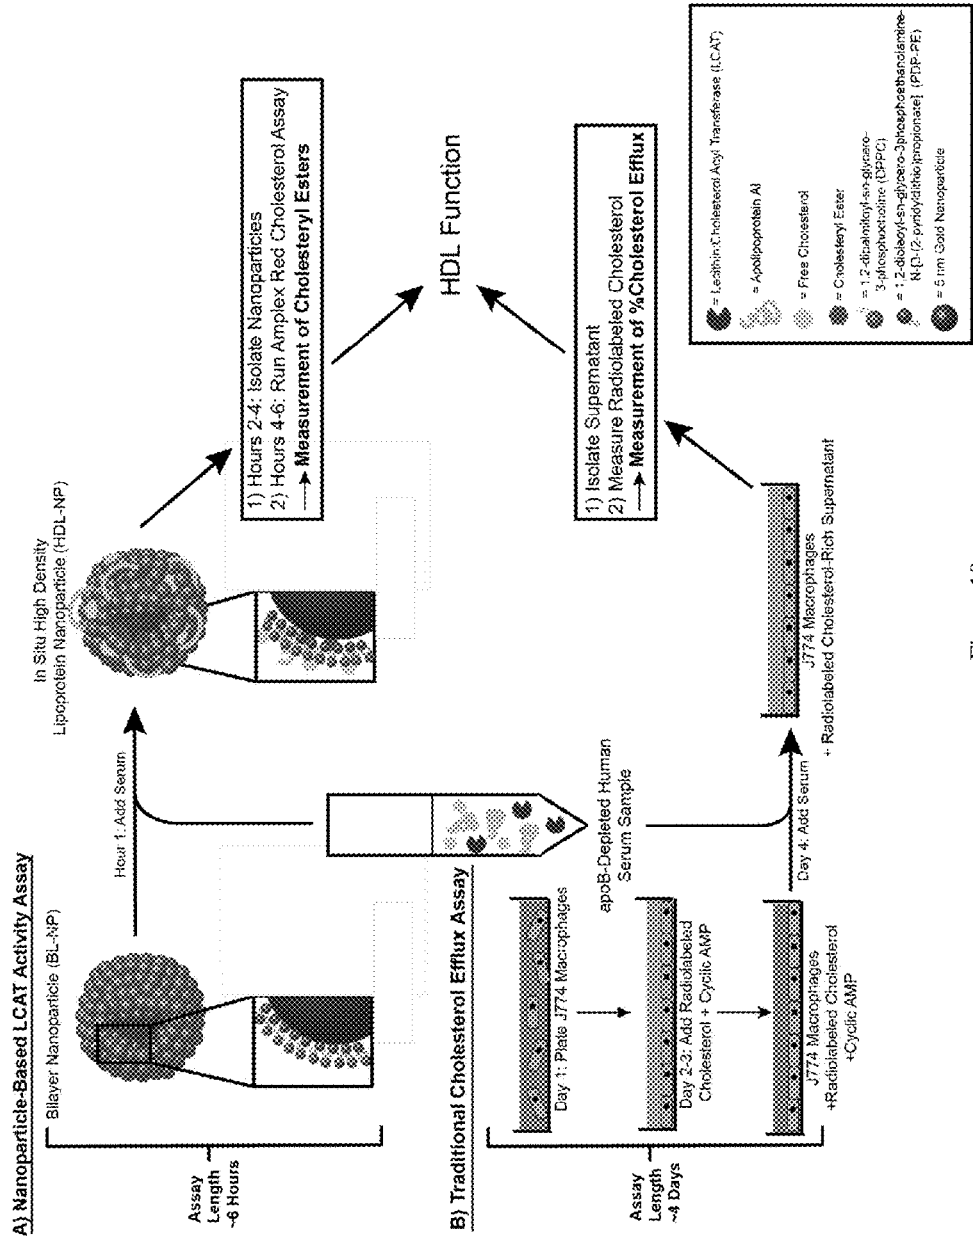 A) Nanoparticle-Based LCAT Activity Assay
Bilayer Nanoparticle (BL-NP)
Assay
Length
~6 Hours
Hour 1: Add Serum
In Situ High Density
Lipoprotein Nanoparticle (HDL-NP)
1) Hours 2-4: Isolate Nanoparticles
2) Hours 4-6: Run Amplex Red Cholesterol Assay
Measurement of Cholesteryl Esters
HDL Function
apoB-Depleted Human
Serum Sample
B) Traditional Cholesterol Efflux Assay
Assay
Length
~4 Days
Day 1: Plate J774 Macrophages
Day 2-3: Add Radiolabeled
Cholesterol + Cyclic AMP
J774 Macrophages
+Radiolabeled Cholesterol
+Cyclic AMP
Day 4: Add Serum
J774 Macrophages
+ Radiolabeled Cholesterol-Rich Supernatant
1) Isolate Supernatant
2) Measure Radiolabeled Cholesterol
Measurement of %Cholesterol Efflux
= Lecithin:Cholesterol Acyl Transferase (LCAT)
= Apolipoprotein AI
= Free Cholesterol
= Cholesteryl Ester
= 1,2-dipalmitoyl-sn-glycero-
3-phosphocholine (DPPC)
= 1,2-dioleoyl-sn-glycero-3phosphoethanolamine-
N-[3-(2-pyridyldithio)propionate] (PDP-PE)
= 5 nm Gold Nanoparticle